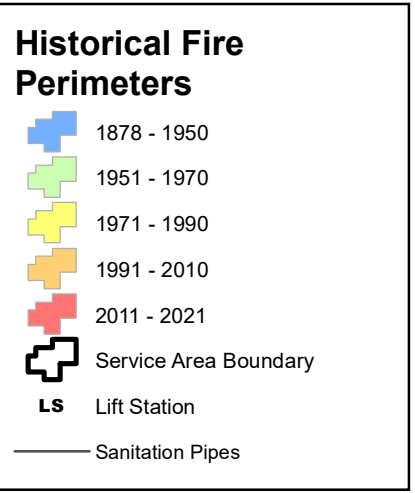 Historical Fire
Perimeters
1878 - 1950
1951 - 1970
1971 - 1990
1991 - 2010
2011 - 2021
Service Area Boundary
LS Lift Station
Sanitation Pipes